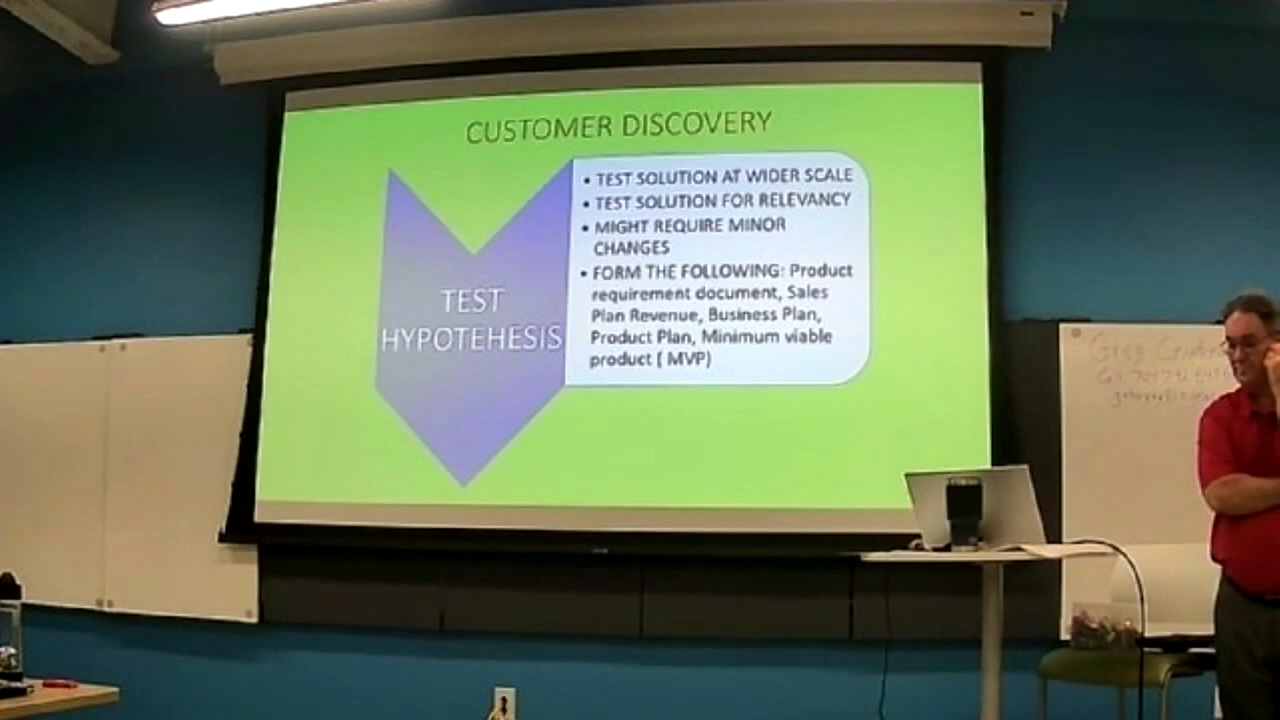 CUSTOMER DISCOVERY
TEST
HYPOTEHESIS
• TEST SOLUTION AT WIDER SCALE
• TEST SOLUTION FOR RELEVANCY
• MIGHT REQUIRE MINOR
CHANGES
• FORM THE FOLLOWING: Product
requirement document, Sales
Plan Revenue, Business Plan,
Product Plan, Minimum viable
product ( MVP)
Greg